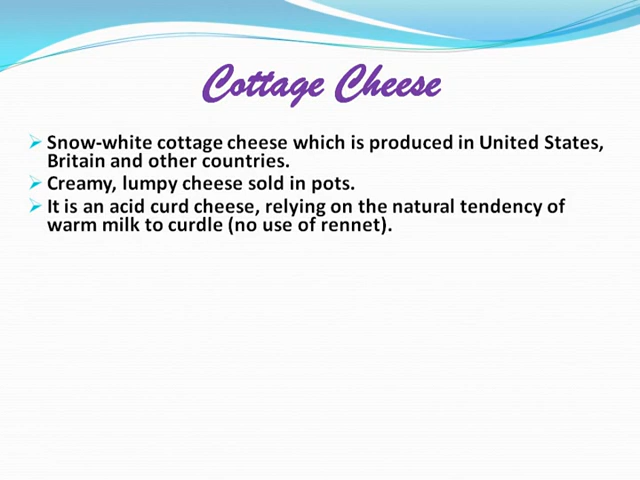 Cottage Cheese
Snow-white cottage cheese which is produced in United States,
Britain and other countries.
Creamy, lumpy cheese sold in pots.
It is an acid curd cheese, relying on the natural tendency of
warm milk to curdle (no use of rennet).